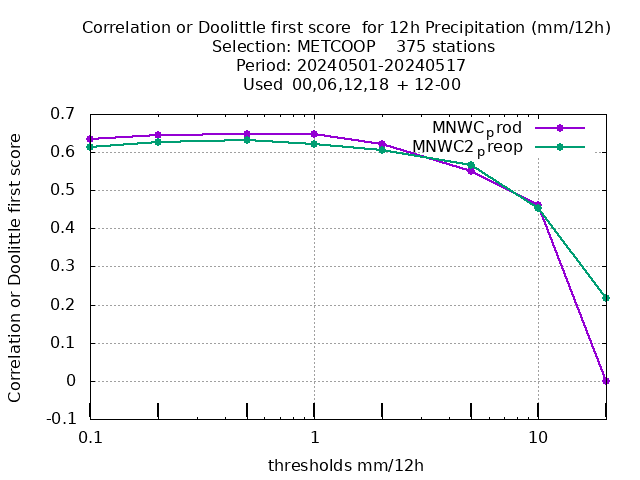 Correlation or Doolittle first score  for 12h Precipitation (mm/12h)
Selection: METCOOP    375 stations
Period: 20240501-20240517
Used  00,06,12,18  + 12-00
MNWCprod
MNWC2preop
0.7
0.6
0.5
0.4
0.3
0.2
0.1
0
-0.1
Correlation or Doolittle first score
0.1 1 10
thresholds mm/12h